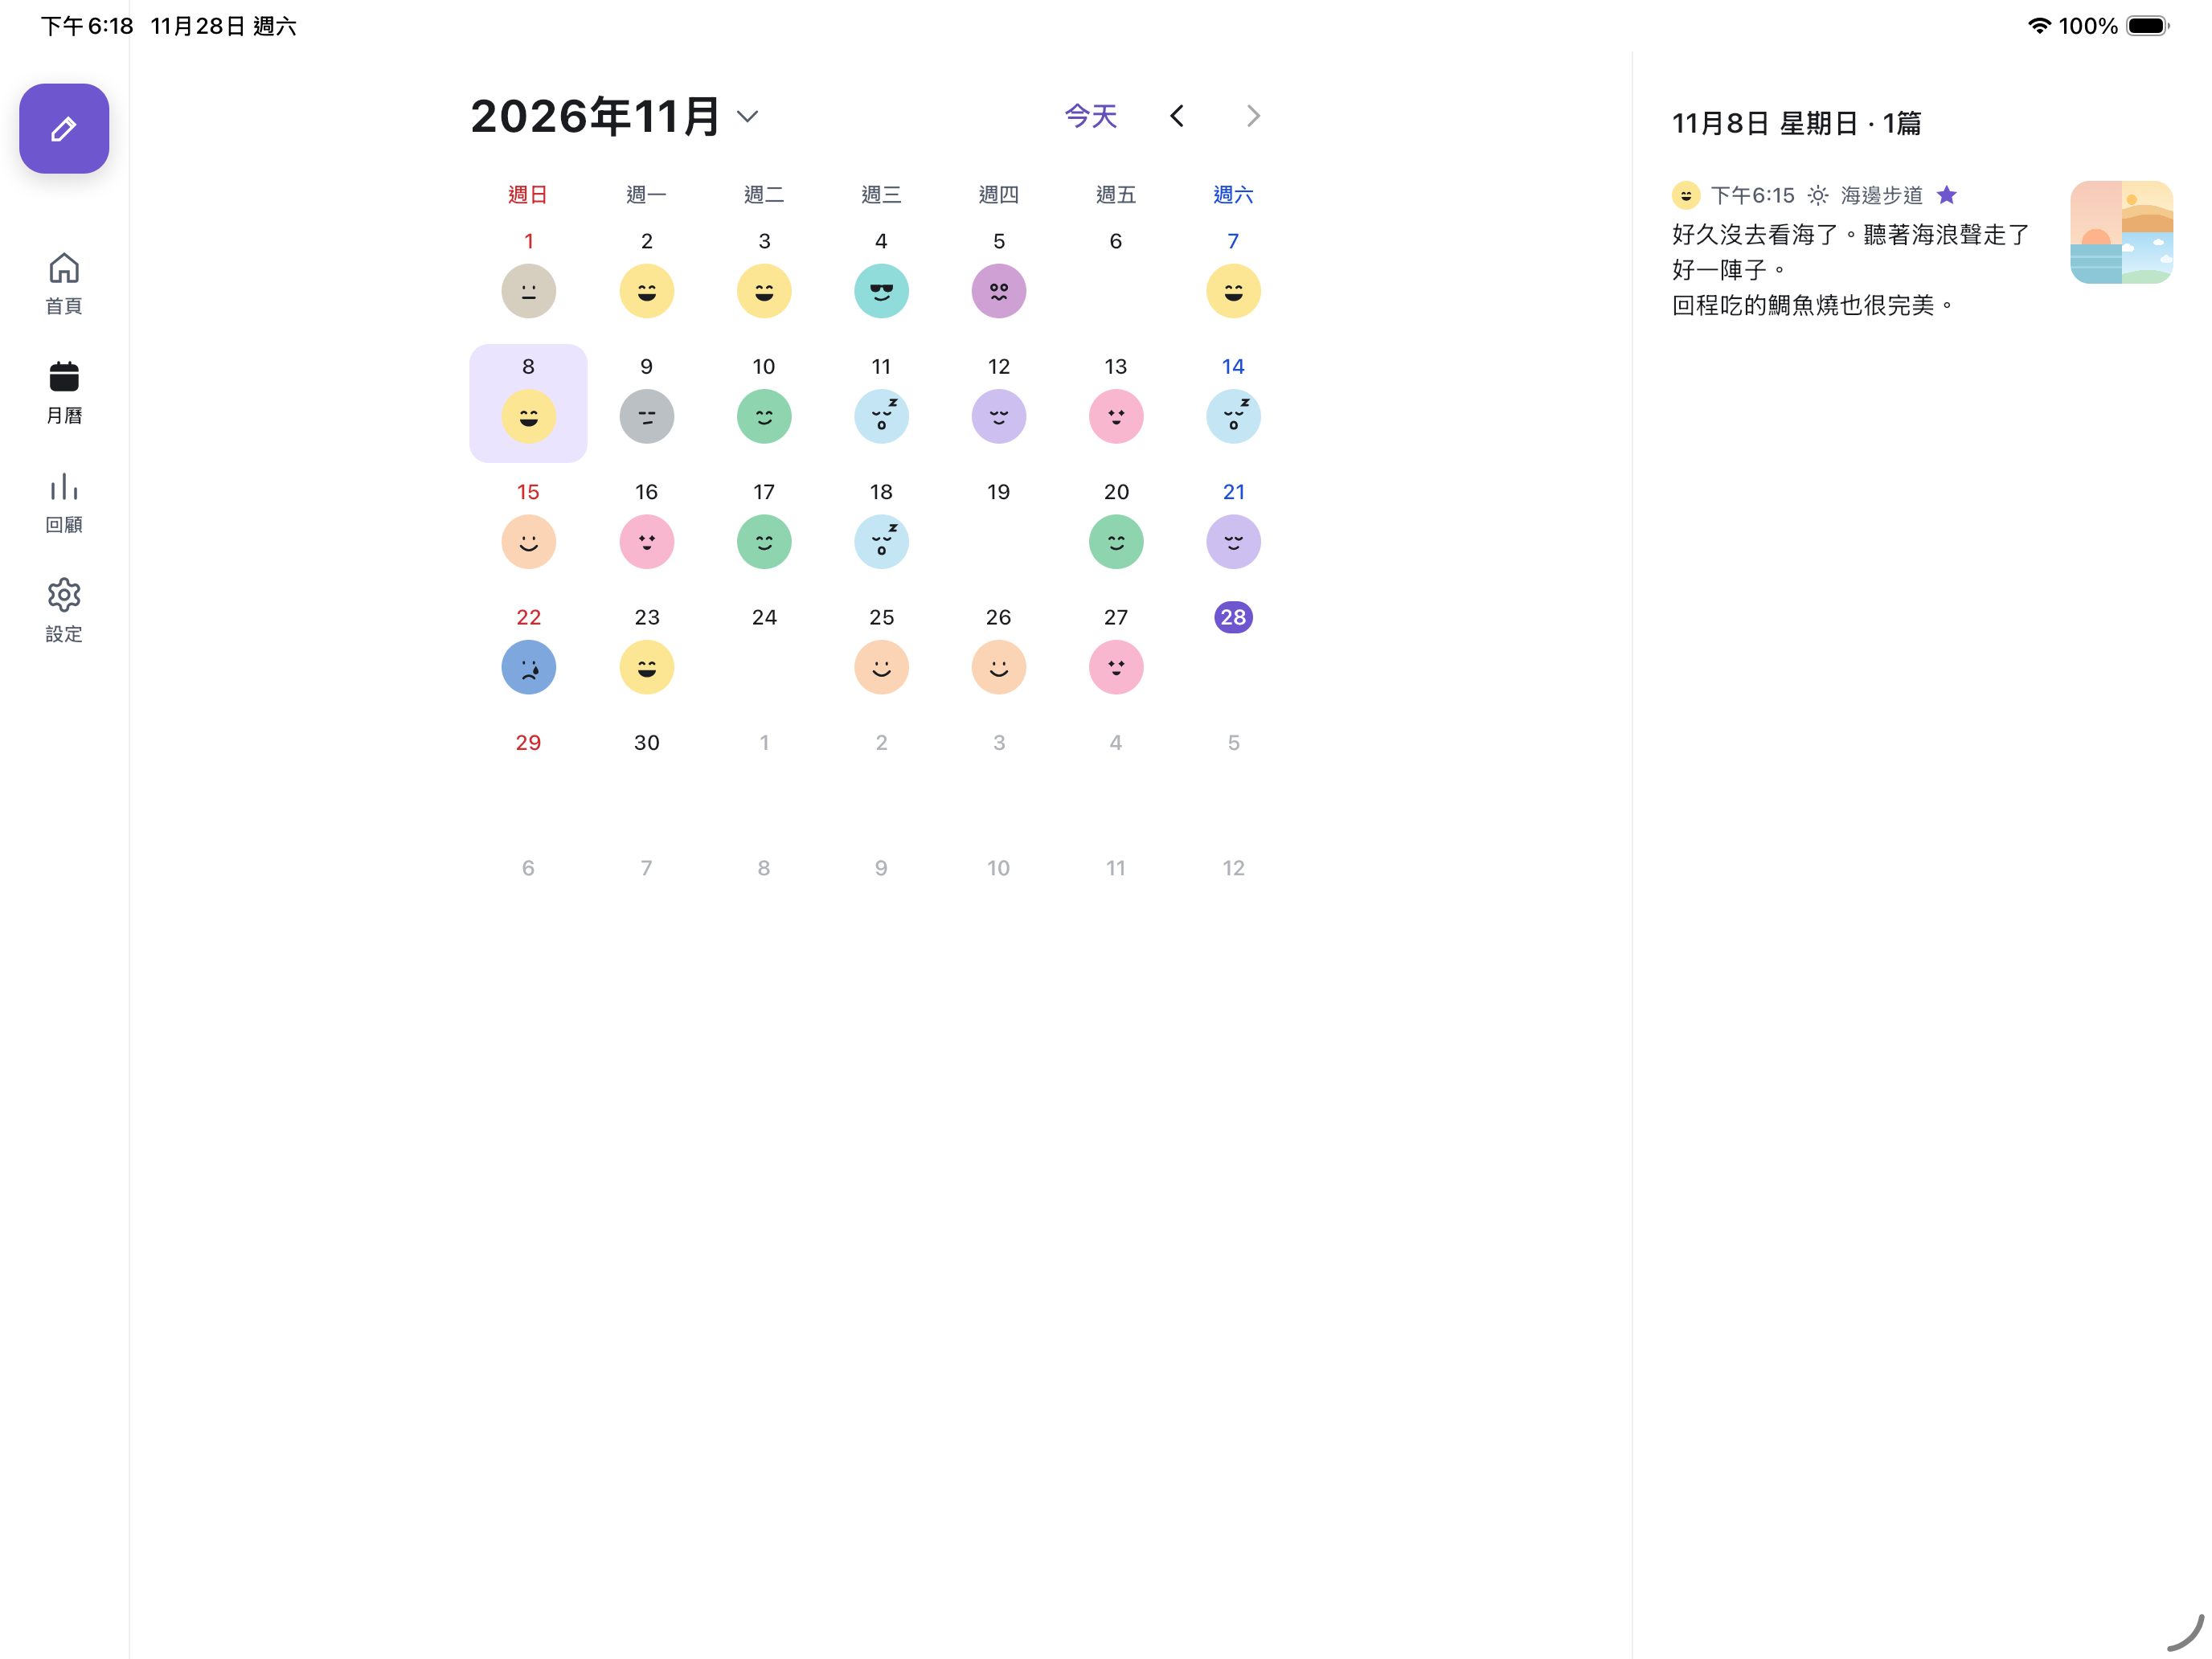 下午6:18 11月28日 週六
100%
首頁
月曆
回顧
設定
2026年11月
今天
週日 週一 週二 週三 週四 週五 週六
1 2 3 4 5 6 7
8 9 10 11 12 13 14
15 16 17 18 19 20 21
22 23 24 25 26 27 28
29 30 1 2 3 4 5
6 7 8 9 10 11 12
11月8日 星期日 · 1篇
下午6:15 海邊步道
好久沒去看海了。聽著海浪聲走了
好一陣子。
回程吃的鯛魚燒也很完美。